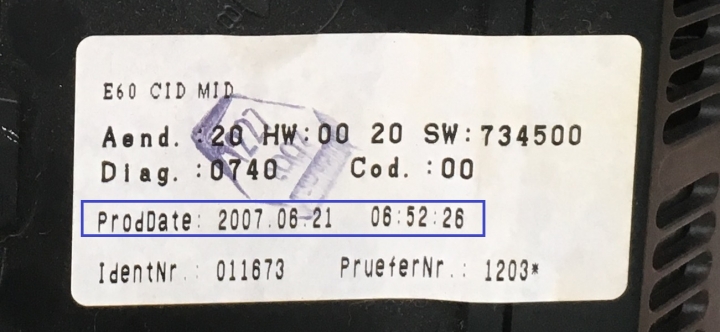 E60 CID MID
Aend. :20 HW:00 20 SW:734500
Diag. :0740 Cod. :00
ProdDate: 2007.06.21 06:52:26
IdentNr.: 011673 PrueferNr.: 1203*